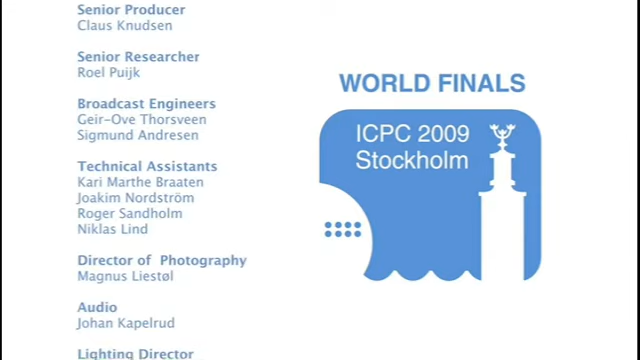 Senior Producer
Claus Knudsen
Senior Researcher
Roel Puijk
Broadcast Engineers
Geir-Ove Thorsveen
Sigmund Andresen
Technical Assistants
Kari Marthe Braaten
Joakim Nordström
Roger Sandholm
Niklas Lind
Director of Photography
Magnus Liestøl
Audio
Johan Kapelrud
Lighting Director
WORLD FINALS
ICPC 2009
Stockholm